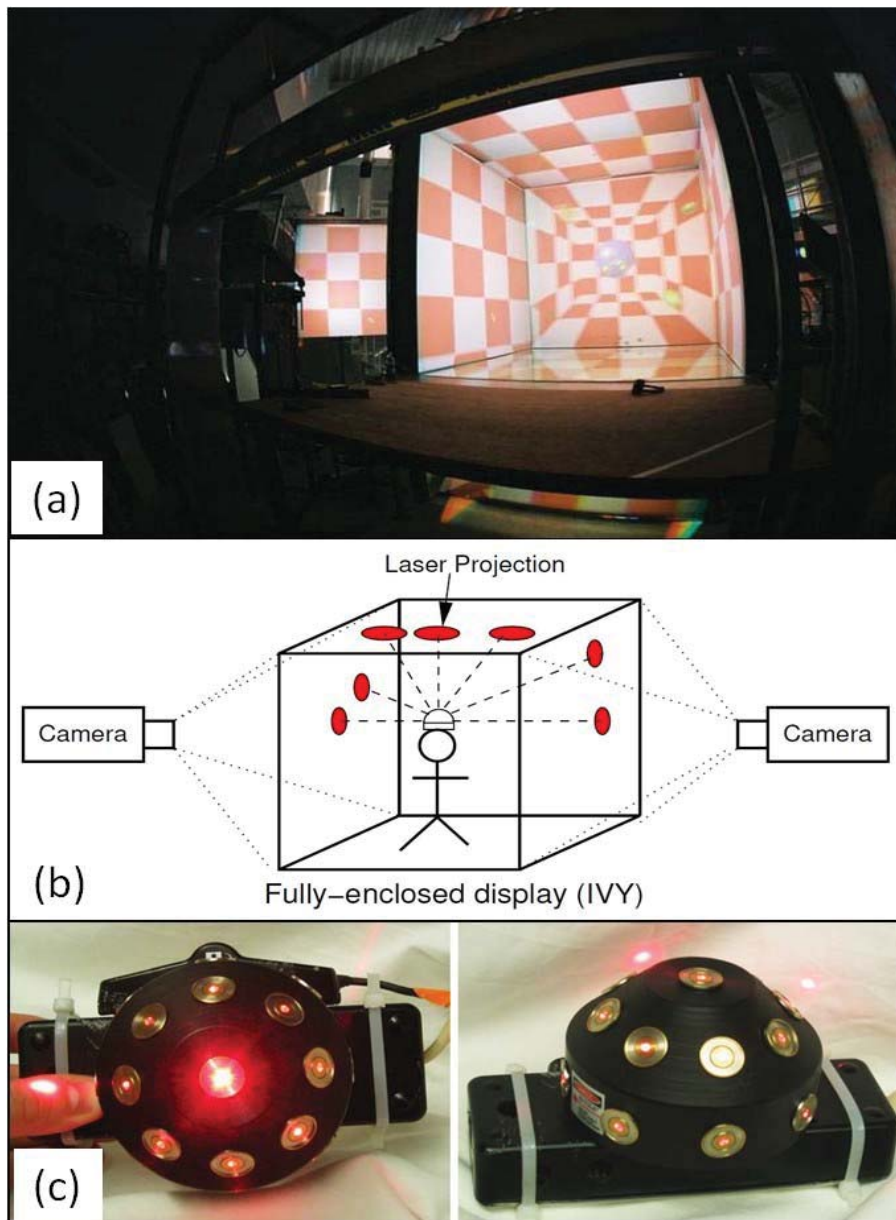 (a)
Laser Projection
Camera
Camera
(b)
Fully−enclosed display (IVY)
(c)